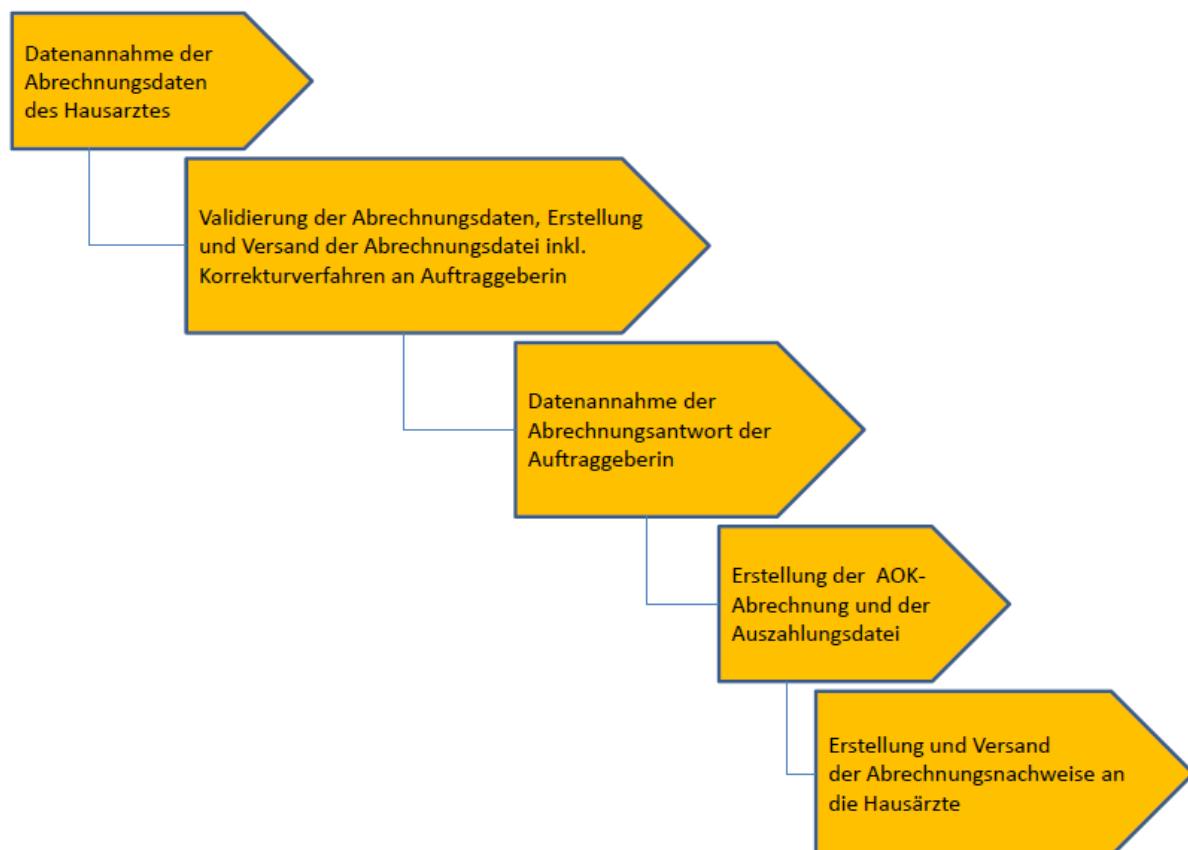 Datenannahme der
Abrechnungsdaten
des Hausarztes
Validierung der Abrechnungsdaten, Erstellung
und Versand der Abrechnungsdatei inkl.
Korrekturverfahren an Auftraggeberin
Datenannahme der
Abrechnungsantwort der
Auftraggeberin
Erstellung der  AOK-
Abrechnung und der
Auszahlungsdatei
Erstellung und Versand
der Abrechnungsnachweise an
die Hausärzte